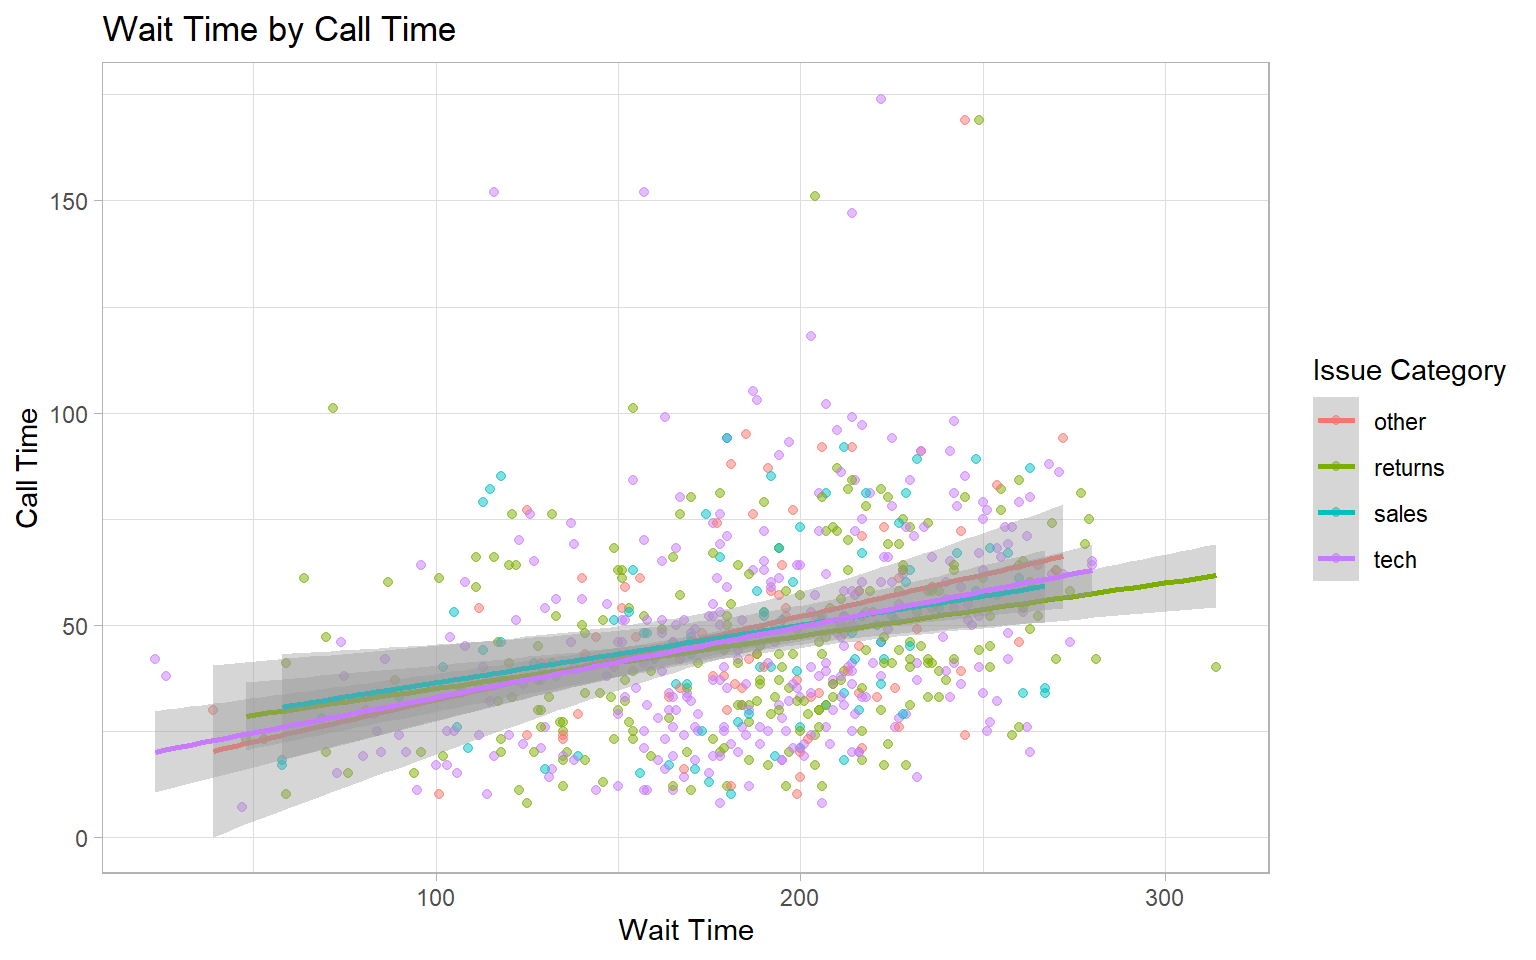 Wait Time by Call Time
150
100
50
0
Call Time
100 200 300
Wait Time
Issue Category
other
returns
sales
tech